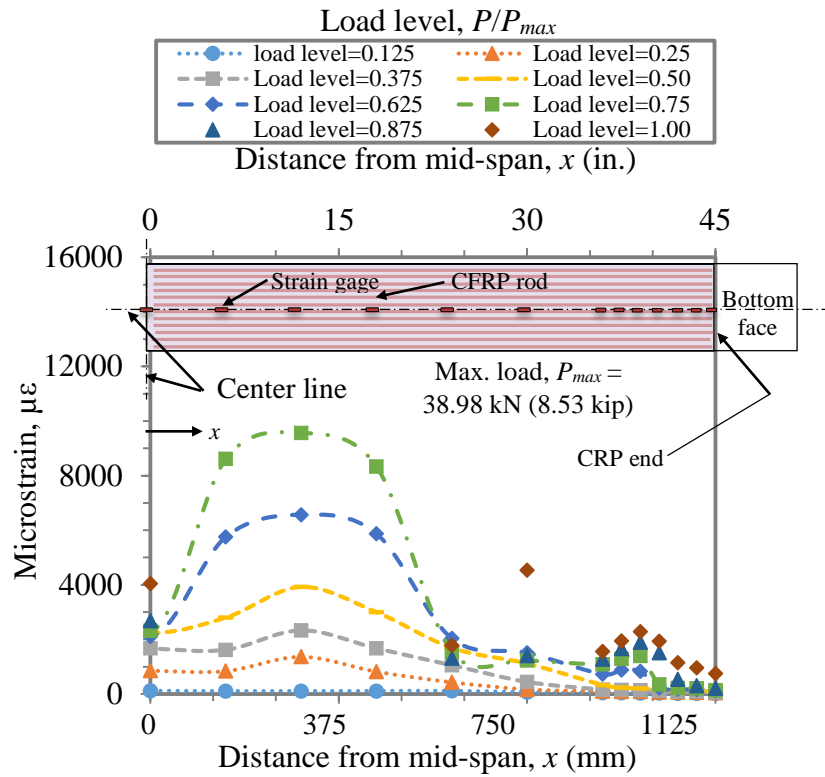 Load level, P/Pmax
load level=0.125 Load level=0.25
Load level=0.375 Load level=0.50
Load level=0.625 Load level=0.75
Load level=0.875 Load level=1.00
Distance from mid-span, x (in.)
0 15 30 45
16000
Strain gage CFRP rod
Bottom
face
12000
Center line
Max. load, Pmax =
38.98 kN (8.53 kip)
x
CRP end
8000
4000
0
Microstrain, με
0 375 750 1125
Distance from mid-span, x (mm)